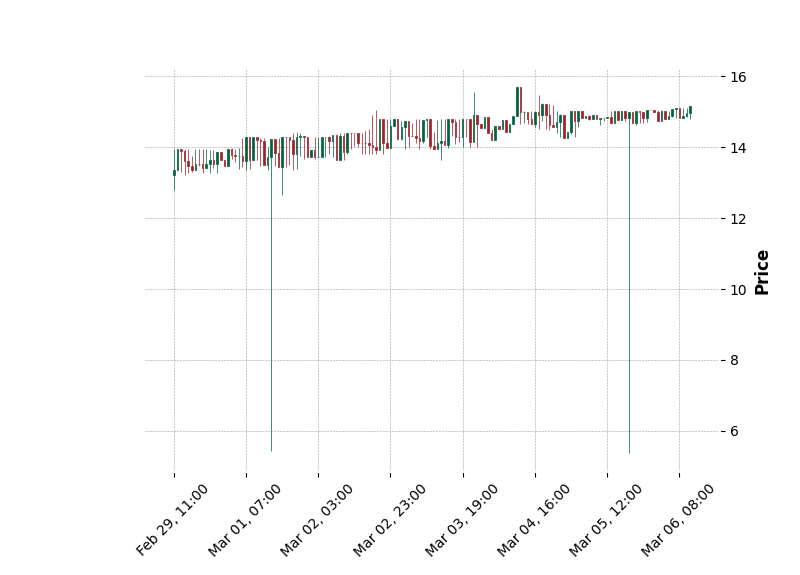 16
14
12
10
8
6
Price
Feb 29, 11:00
Mar 01, 07:00
Mar 02, 03:00
Mar 02, 23:00
Mar 03, 19:00
Mar 04, 16:00
Mar 05, 12:00
Mar 06, 08:00